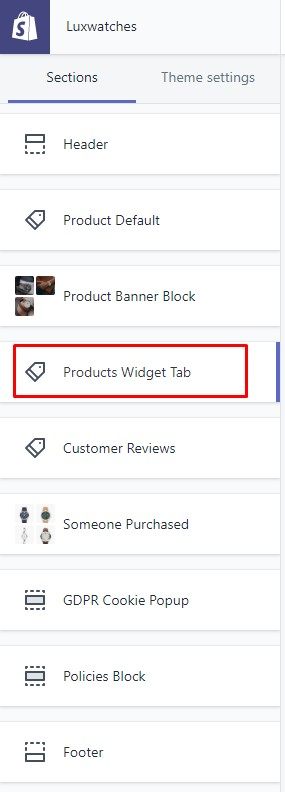 Luxwatches
Sections Theme settings
Header
Product Default
Product Banner Block
Products Widget Tab
Customer Reviews
Someone Purchased
GDPR Cookie Popup
Policies Block
Footer